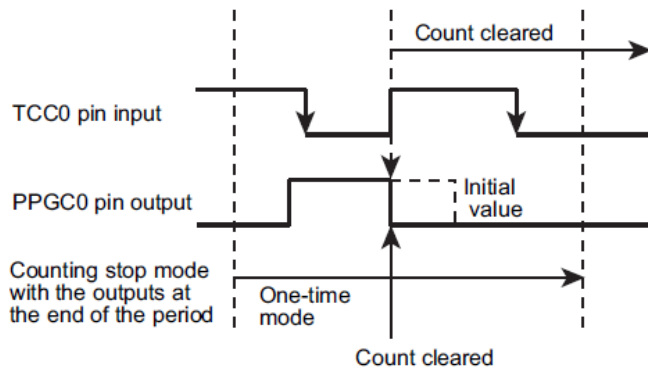 Count cleared
TCC0 pin input
PPGC0 pin output
Initial
value
Counting stop mode
with the outputs at
the end of the period
One-time
mode
Count cleared